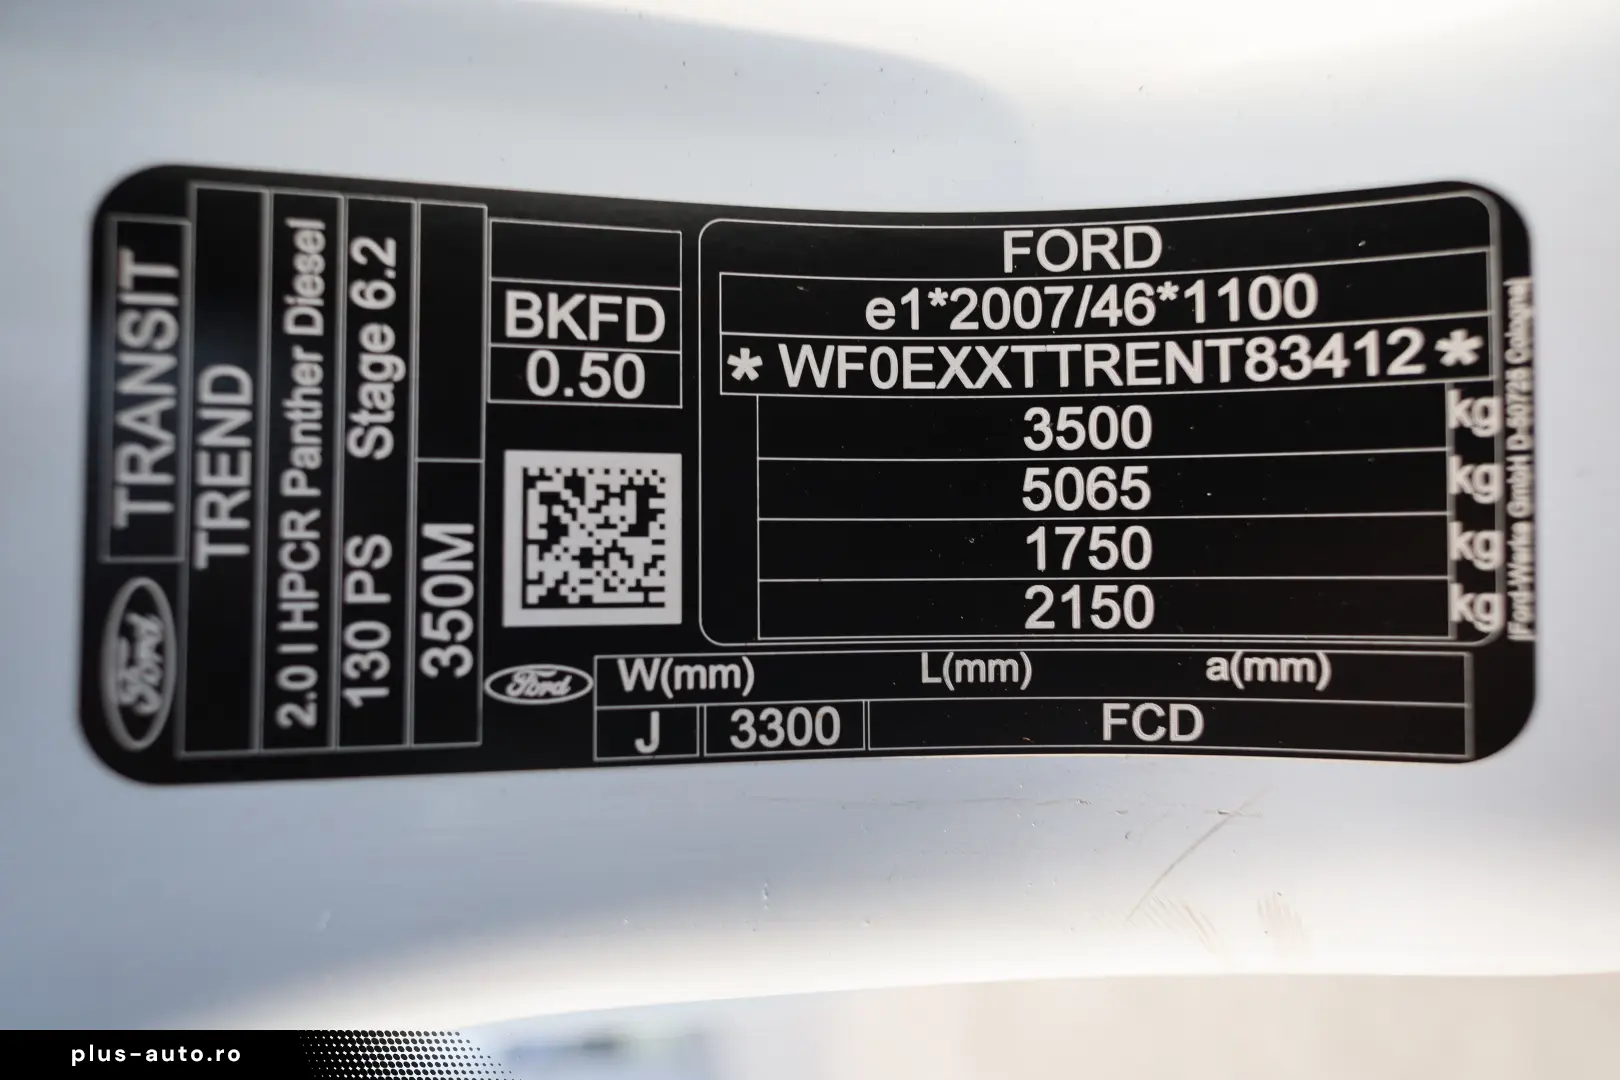 TRANSIT
Ford
TREND
2.0 l HPCR Panther Diesel
130 PS Stage 6.2
350M
BKFD
0.50
FORD
e1*2007/46*1100
* WF0EXXTTRENT83412 *
3500 kg
5065 kg
1750 kg
2150 kg
Ford
W(mm) L(mm) a(mm)
J 3300 FCD
Ford-Werke GmbH D-50725 Cologne
plus-auto.ro